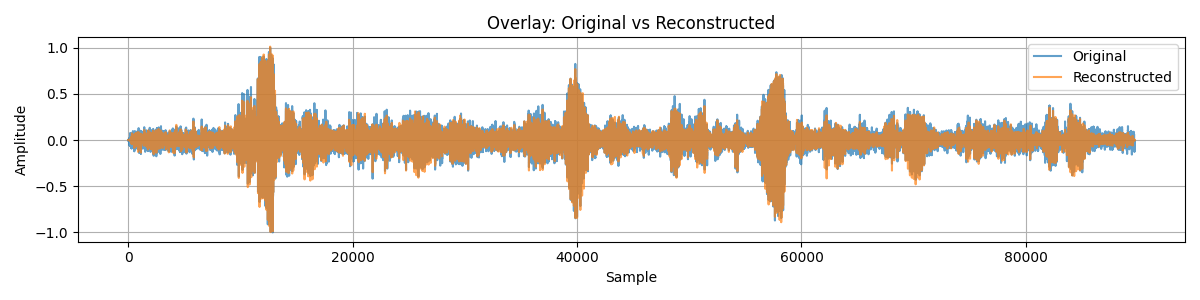 Overlay: Original vs Reconstructed
Original
Reconstructed
Amplitude
1.0
0.5
0.0
−0.5
−1.0
0 20000 40000 60000 80000
Sample